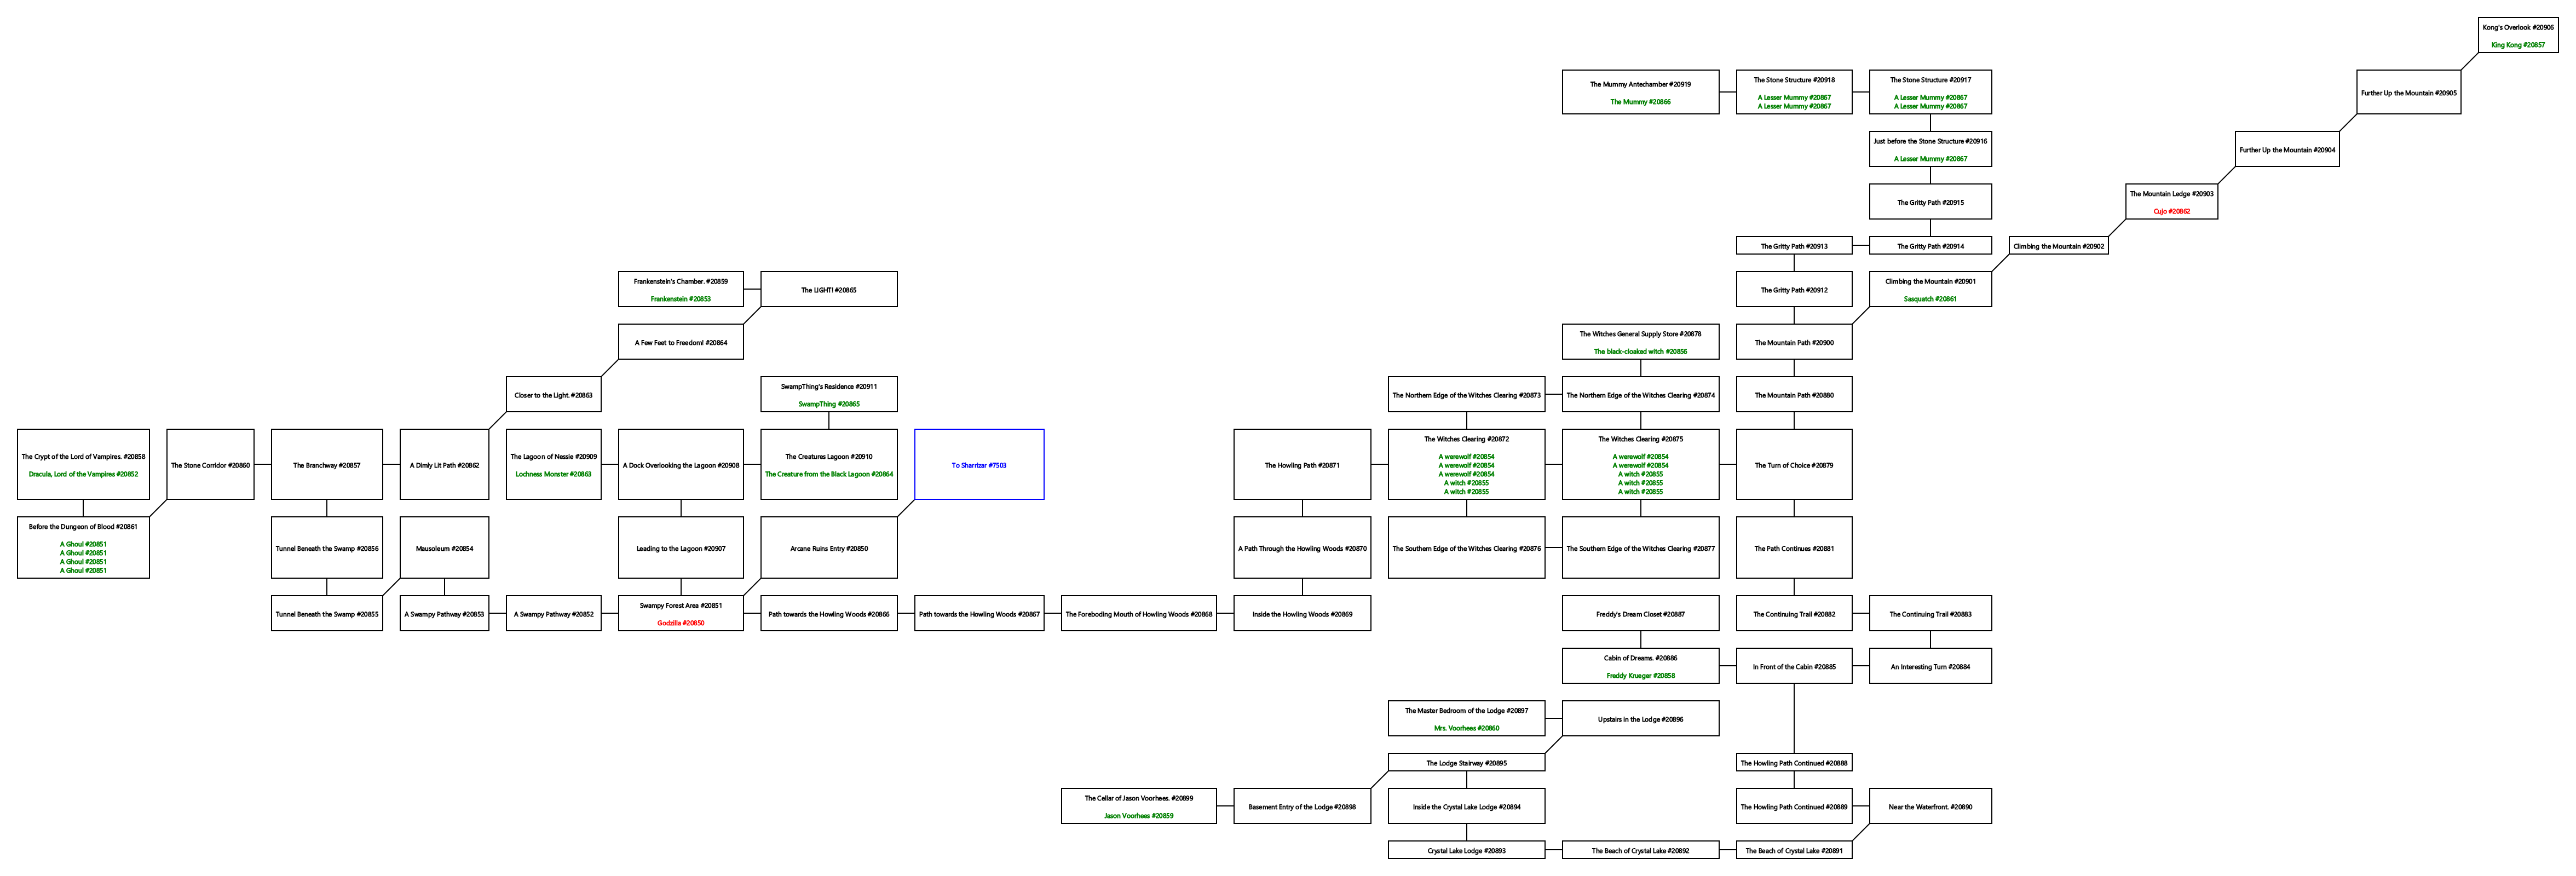 Kong's Overlook #20906
King Kong #20857
The Mummy Antechamber #20919
The Mummy #20866
The Stone Structure #20918
A Lesser Mummy #20867
A Lesser Mummy #20867
The Stone Structure #20917
A Lesser Mummy #20867
A Lesser Mummy #20867
Further Up the Mountain #20905
Just before the Stone Structure #20916
A Lesser Mummy #20867
Further Up the Mountain #20904
The Gritty Path #20915
The Mountain Ledge #20903
Cujo #20862
The Gritty Path #20913
The Gritty Path #20914
Climbing the Mountain #20902
Frankenstein's Chamber. #20859
Frankenstein #20853
The LIGHT! #20865
The Gritty Path #20912
Climbing the Mountain #20901
Sasquatch #20861
A Few Feet to Freedom! #20864
The Witches General Supply Store #20878
The black-cloaked witch #20856
The Mountain Path #20900
Closer to the Light. #20863
SwampThing's Residence #20911
SwampThing #20865
The Northern Edge of the Witches Clearing #20873
The Northern Edge of the Witches Clearing #20874
The Mountain Path #20880
The Crypt of the Lord of Vampires. #20858
Dracula, Lord of the Vampires #20852
The Stone Corridor #20860
The Branchway #20857
A Dimly Lit Path #20862
The Lagoon of Nessie #20909
Lochness Monster #20863
A Dock Overlooking the Lagoon #20908
The Creatures Lagoon #20910
The Creature from the Black Lagoon #20864
To Sharrizar #7503
The Howling Path #20871
The Witches Clearing #20872
A werewolf #20854
A werewolf #20854
A werewolf #20854
A witch #20855
A witch #20855
The Witches Clearing #20875
A werewolf #20854
A werewolf #20854
A witch #20855
A witch #20855
A witch #20855
The Turn of Choice #20879
Before the Dungeon of Blood #20861
A Ghoul #20851
A Ghoul #20851
A Ghoul #20851
A Ghoul #20851
Tunnel Beneath the Swamp #20856
Mausoleum #20854
Leading to the Lagoon #20907
Arcane Ruins Entry #20850
A Path Through the Howling Woods #20870
The Southern Edge of the Witches Clearing #20876
The Southern Edge of the Witches Clearing #20877
The Path Continues #20881
Tunnel Beneath the Swamp #20855
A Swampy Pathway #20853
A Swampy Pathway #20852
Swampy Forest Area #20851
Godzilla #20850
Path towards the Howling Woods #20866
Path towards the Howling Woods #20867
The Foreboding Mouth of Howling Woods #20868
Inside the Howling Woods #20869
Freddy's Dream Closet #20887
The Continuing Trail #20882
The Continuing Trail #20883
Cabin of Dreams. #20886
Freddy Krueger #20858
In Front of the Cabin #20885
An Interesting Turn #20884
The Master Bedroom of the Lodge #20897
Mrs. Voorhees #20860
Upstairs in the Lodge #20896
The Lodge Stairway #20895
The Howling Path Continued #20888
The Cellar of Jason Voorhees. #20899
Jason Voorhees #20859
Basement Entry of the Lodge #20898
Inside the Crystal Lake Lodge #20894
The Howling Path Continued #20889
Near the Waterfront. #20890
Crystal Lake Lodge #20893
The Beach of Crystal Lake #20892
The Beach of Crystal Lake #20891